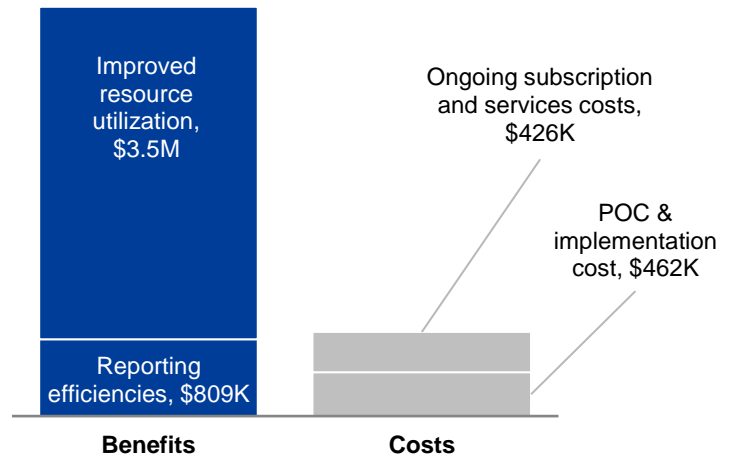 Improved
resource
utilization,
$3.5M
Reporting
efficiencies, $809K
Ongoing subscription
and services costs,
$426K
POC &
implementation
cost, $462K
Benefits
Costs